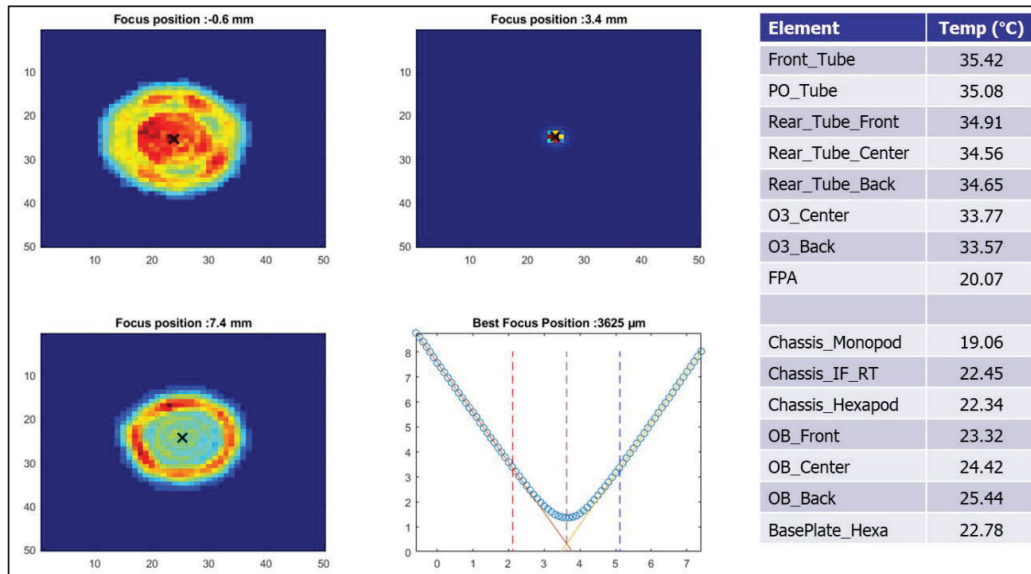 Focus position :-0.6 mm
10
20
30
40
50
10 20 30 40 50
Focus position :3.4 mm
10
20
30
40
50
10 20 30 40 50
Focus position :7.4 mm
10
20
30
40
50
10 20 30 40 50
Best Focus Position :3625 µm
8
7
6
5
4
3
2
1
0
0 1 2 3 4 5 6 7
Element Temp (°C)
Front_Tube 35.42
PO_Tube 35.08
Rear_Tube_Front 34.91
Rear_Tube_Center 34.56
Rear_Tube_Back 34.65
O3_Center 33.77
O3_Back 33.57
FPA 20.07
Chassis_Monopod 19.06
Chassis_IF_RT 22.45
Chassis_Hexapod 22.34
OB_Front 23.32
OB_Center 24.42
OB_Back 25.44
BasePlate_Hexa 22.78